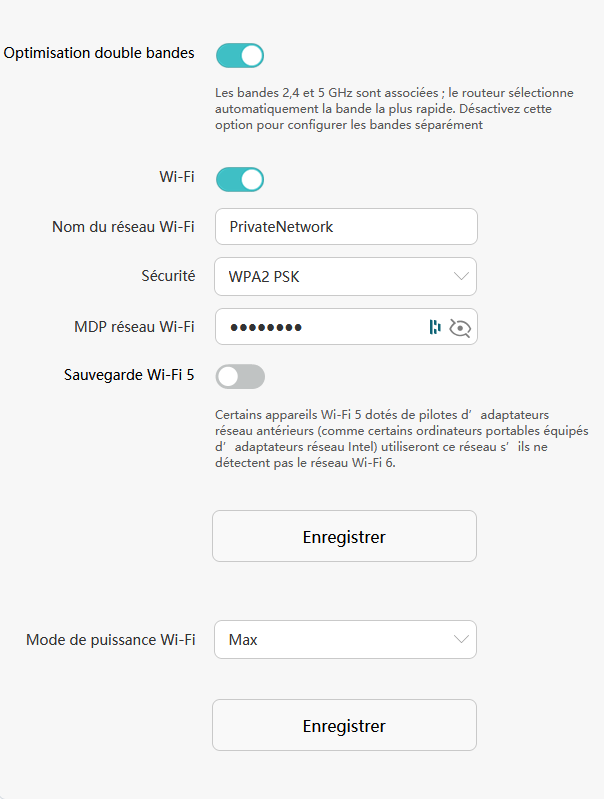 Optimisation double bandes
Les bandes 2,4 et 5 GHz sont associées ; le routeur sélectionne
automatiquement la bande la plus rapide. Désactivez cette
option pour configurer les bandes séparément
Wi-Fi
Nom du réseau Wi-Fi
PrivateNetwork
Sécurité
WPA2 PSK
MDP réseau Wi-Fi
●●●●●●●●
Sauvegarde Wi-Fi 5
Certains appareils Wi-Fi 5 dotés de pilotes d’adaptateurs
réseau antérieurs (comme certains ordinateurs portables équipés
d’adaptateurs réseau Intel) utiliseront ce réseau s’ils ne
détectent pas le réseau Wi-Fi 6.
Enregistrer
Mode de puissance Wi-Fi
Max
Enregistrer